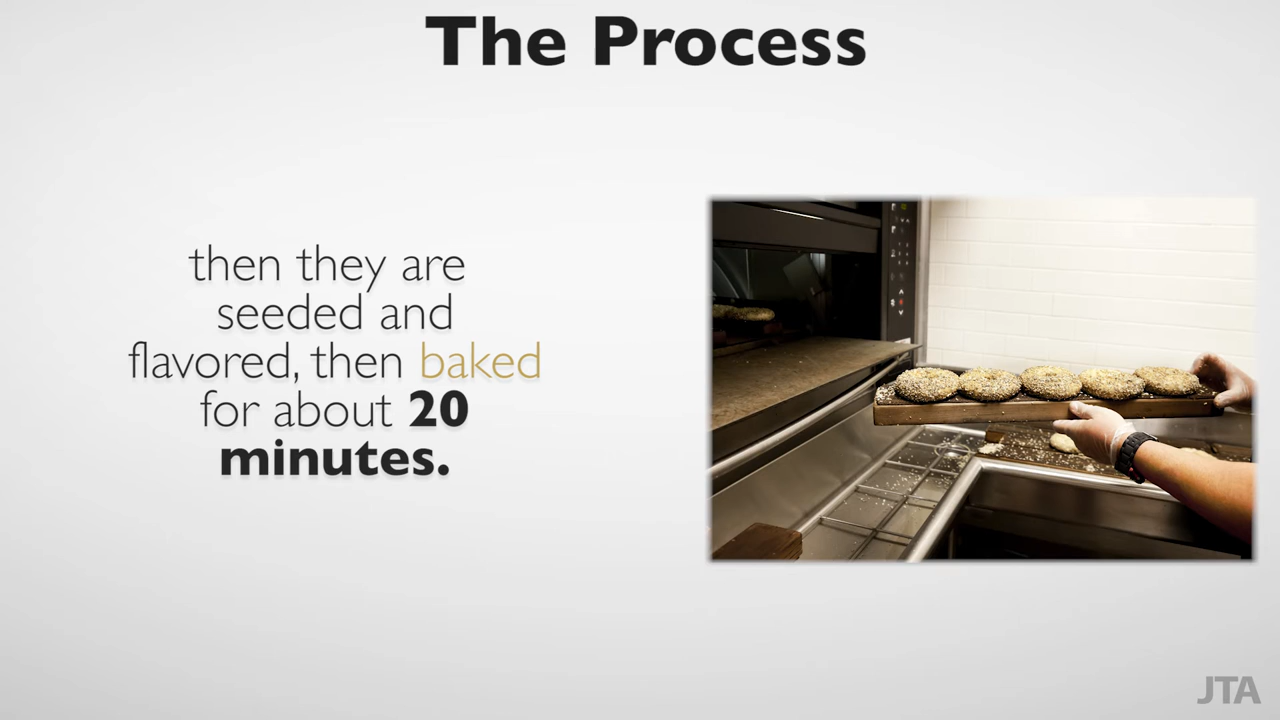 The Process
then they are
seeded and
flavored, then baked
for about 20
minutes.
JTA